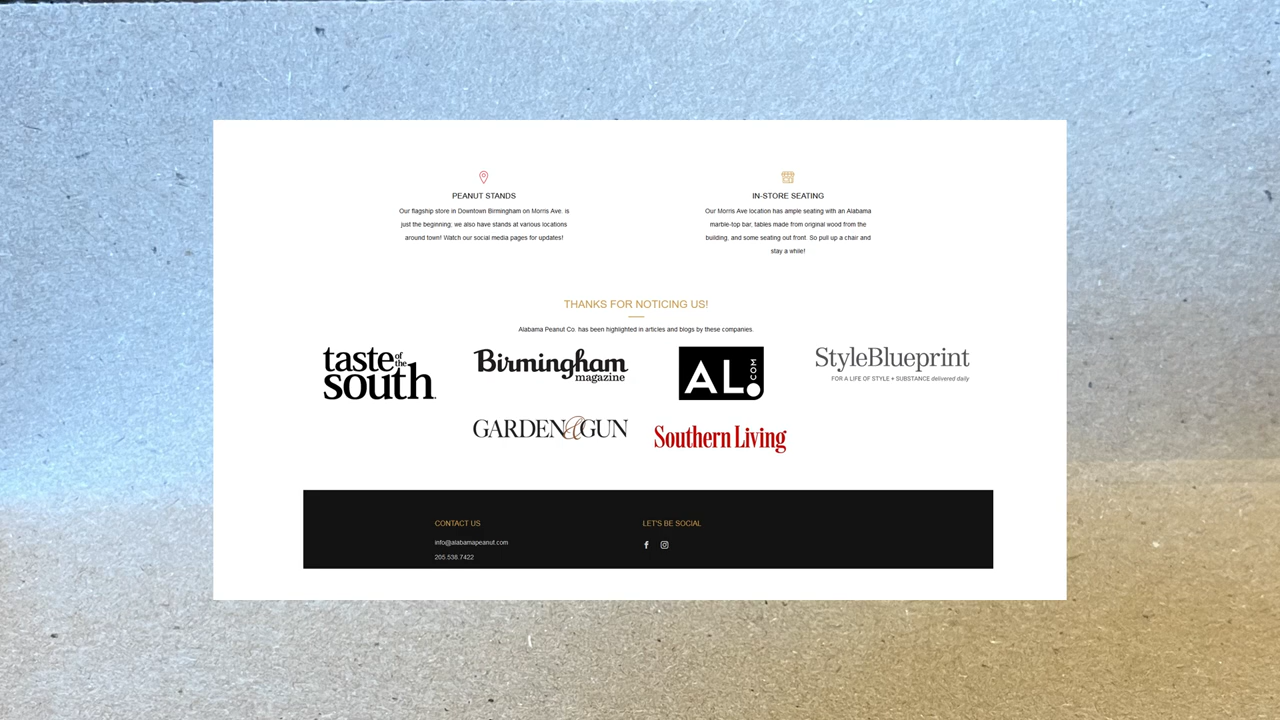 PEANUT STANDS
Our flagship store in Downtown Birmingham on Morris Ave. is
just the beginning; we also have stands at various locations
around town! Watch our social media pages for updates!
IN-STORE SEATING
Our Morris Ave location has ample seating with an Alabama
marble-top bar, tables made from original wood from the
building, and some seating out front. So pull up a chair and
stay a while!
THANKS FOR NOTICING US!
Alabama Peanut Co. has been highlighted in articles and blogs by these companies.
taste of the south
Birmingham
magazine
AL.COM
StyleBlueprint
FOR A LIFE OF STYLE + SUBSTANCE delivered daily
GARDEN & GUN
Southern Living
CONTACT US
info@alabamapeanut.com
205.538.7422
LET'S BE SOCIAL